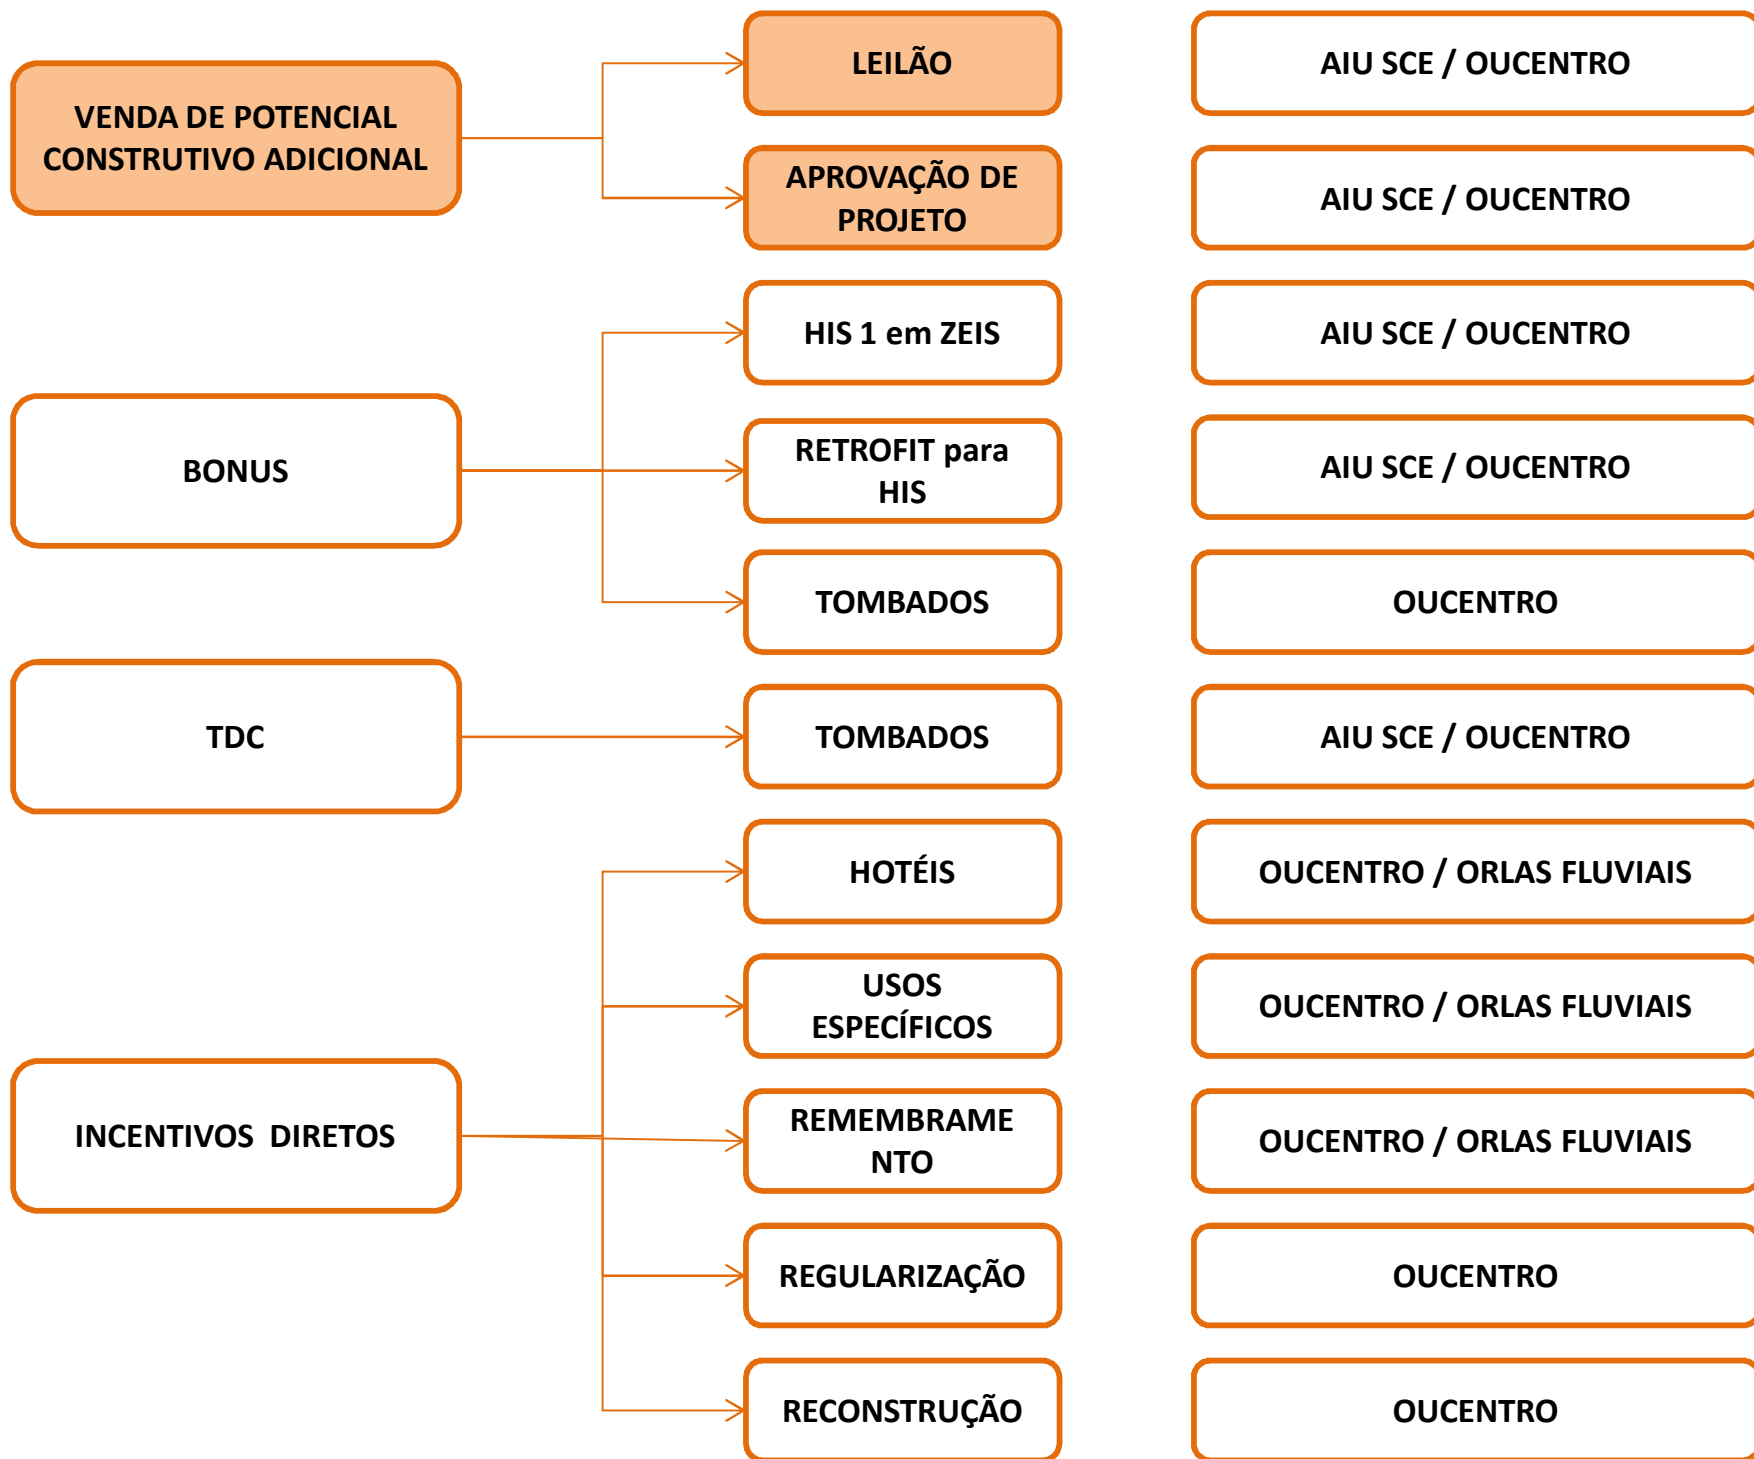 VENDA DE POTENCIAL
CONSTRUTIVO ADICIONAL
LEILÃO
AIU SCE / OUCENTRO
APROVAÇÃO DE
PROJETO
AIU SCE / OUCENTRO
BONUS
HIS 1 em ZEIS
AIU SCE / OUCENTRO
RETROFIT para
HIS
AIU SCE / OUCENTRO
TOMBADOS
OUCENTRO
TDC
TOMBADOS
AIU SCE / OUCENTRO
INCENTIVOS DIRETOS
HOTÉIS
OUCENTRO / ORLAS FLUVIAIS
USOS
ESPECÍFICOS
OUCENTRO / ORLAS FLUVIAIS
REMEMBRAME
NTO
OUCENTRO / ORLAS FLUVIAIS
REGULARIZAÇÃO
OUCENTRO
RECONSTRUÇÃO
OUCENTRO